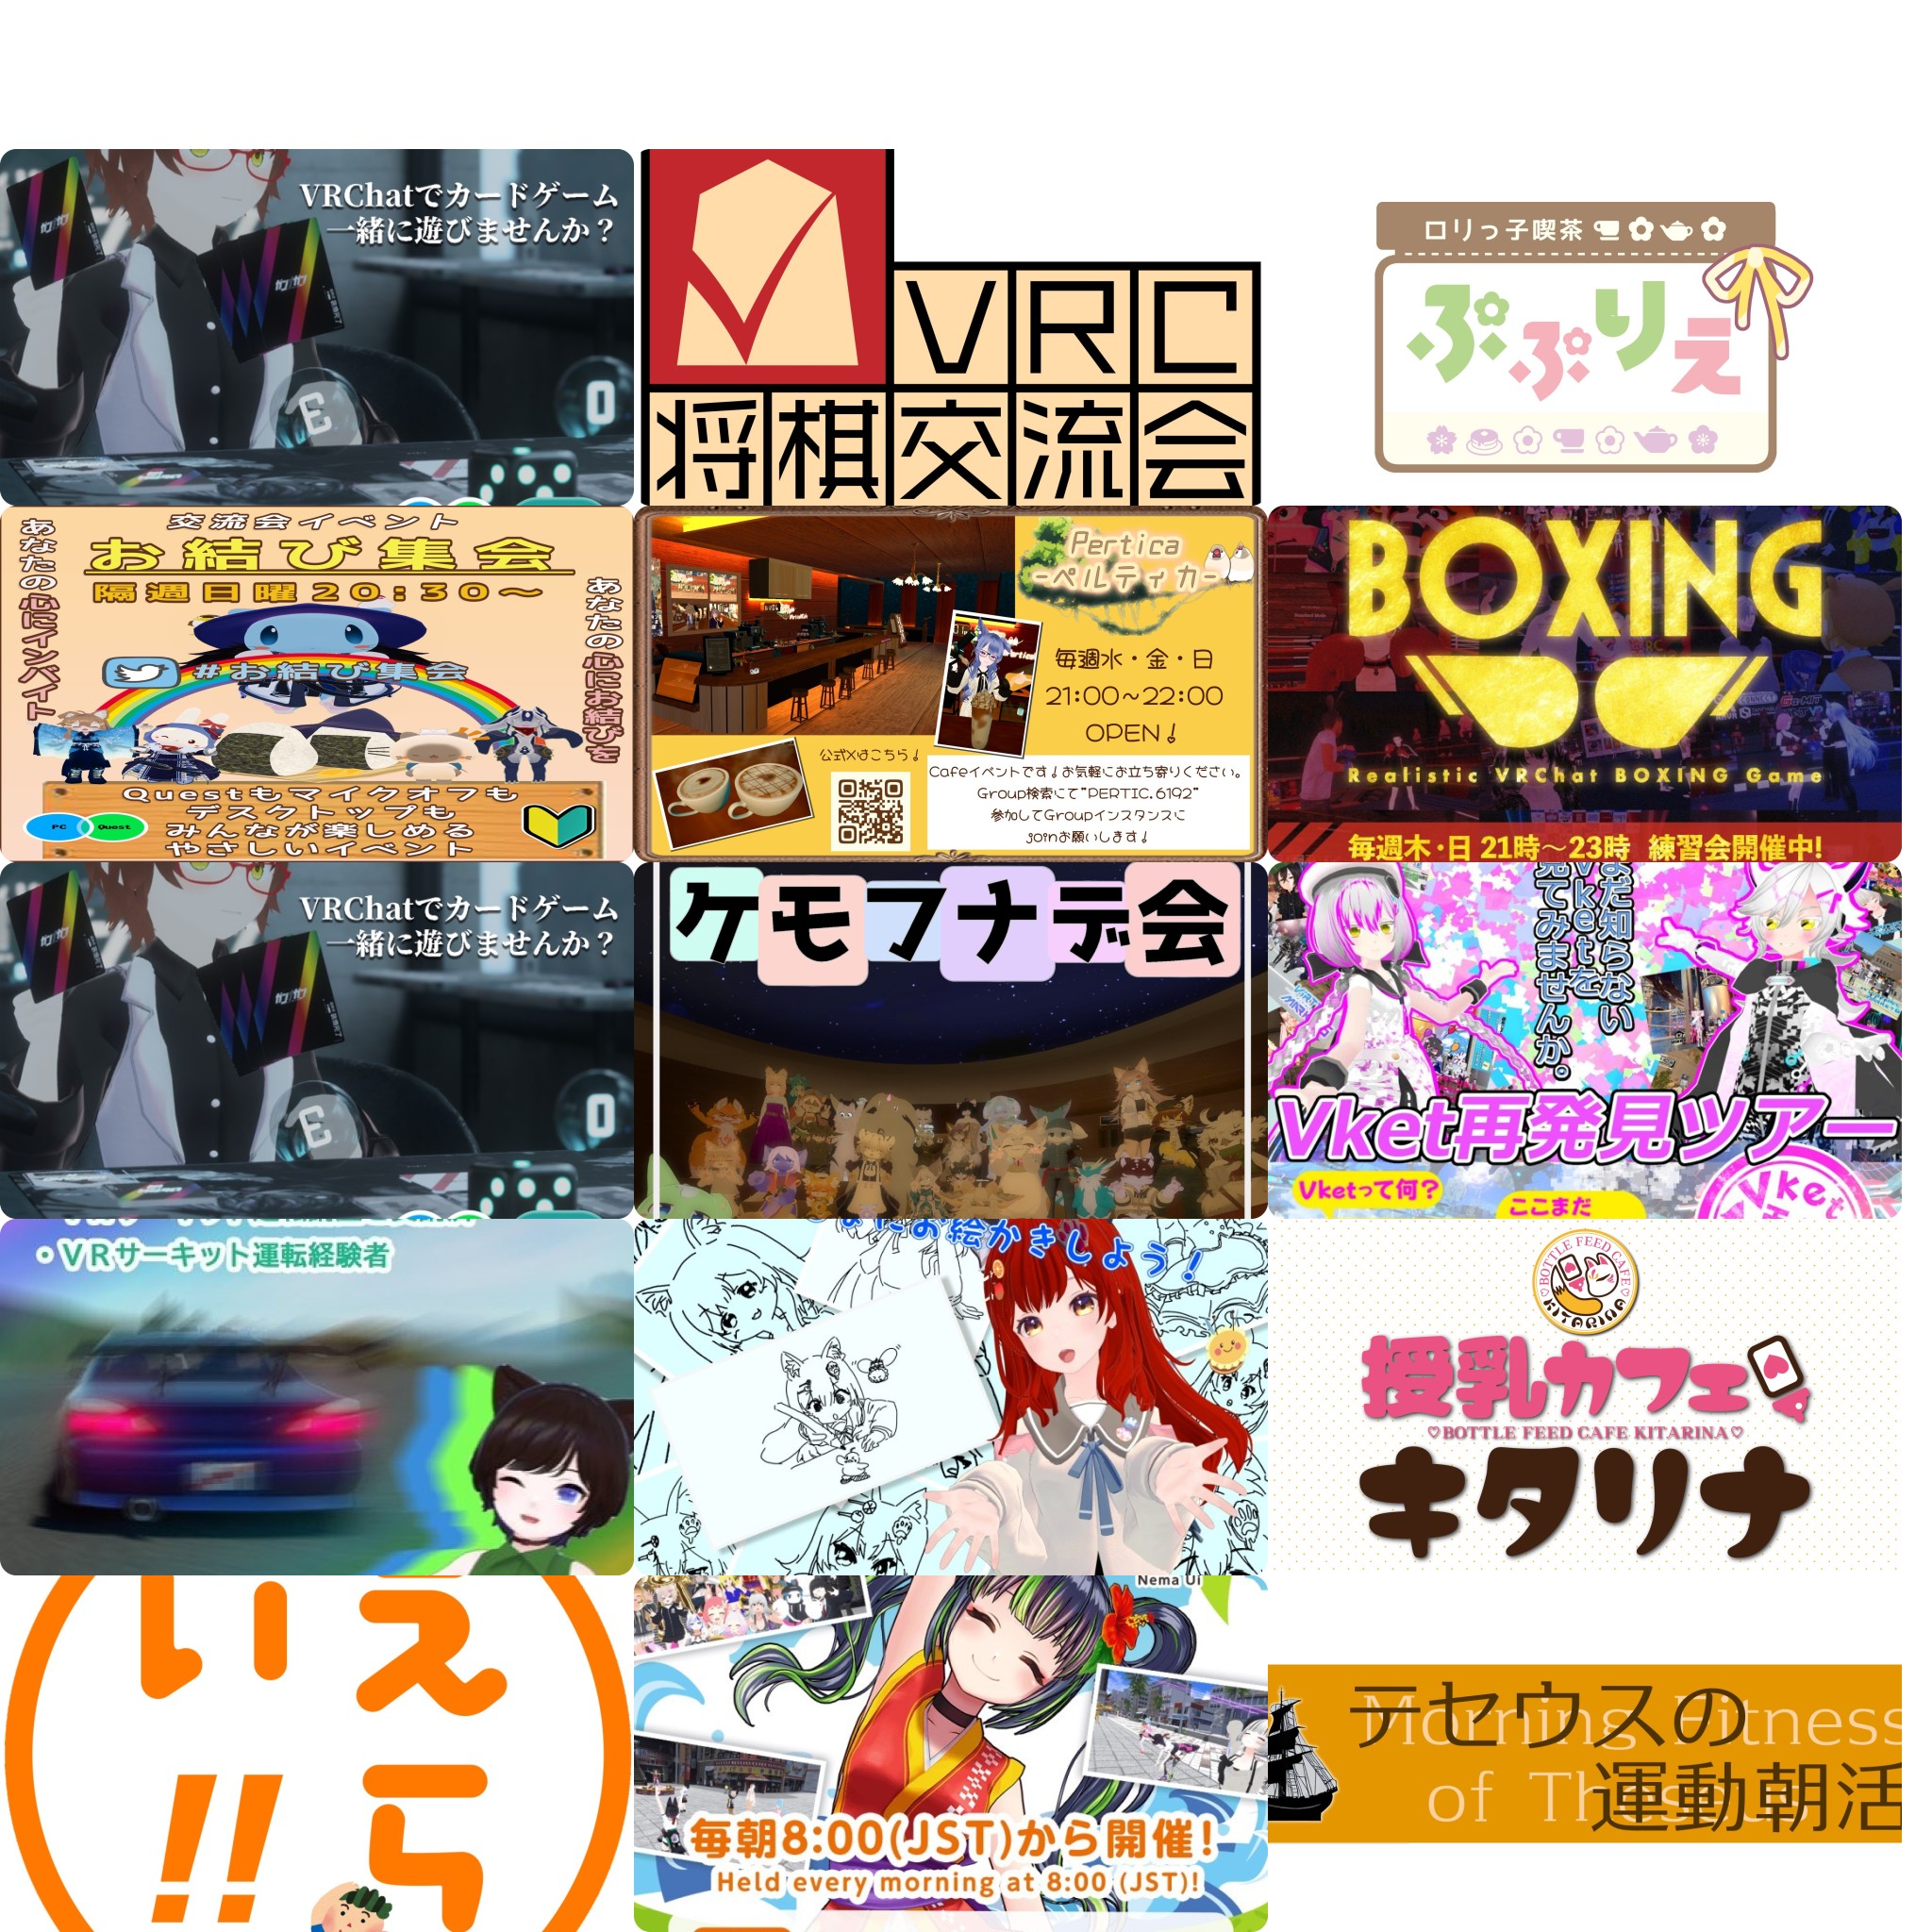 VRChatでカードゲーム
一緒に遊びませんか？
E
O
VRC
将棋交流会
ロリっ子喫茶
ぷぷりえ
交流会イベント
お結び集会
隔週日曜20:30～
あなたの心にインバイト
あなたの心にお結びを
#お結び集会
Questもマイクオフも
デスクトップも
みんなが楽しめる
やさしいイベント
PC
Quest
Pertica
-ペルティカ-
毎週水・金・日
21:00~22:00
OPEN!
公式Xはこちら!
Cafeイベントです!お気軽にお立ち寄りください。
Group検索にて"PERTIC.6192"
参加してGroupインスタンスに
joinお願いします!
BOXING
Realistic VRChat BOXING Game
毎週木・日 21時～23時 練習会開催中!
VRChatでカードゲーム
一緒に遊びませんか？
E
O
ケモフナデ会
まだ知らない
Vketを
見てみませんか。
Vket再発見ツアー
Vketって何?
ここまだ
Vket
・VRサーキット運転経験者
お絵かきしよう!
BOTTLE FEED CAFE
KITARINA
授乳カフェ
♡BOTTLE FEED CAFE KITARINA♡
キタリナ
いえ
!!ら
Nema Ui
毎朝8:00(JST)から開催!
Held every morning at 8:00 (JST)!
テセウスの
運動朝活
Morning Fitness
of